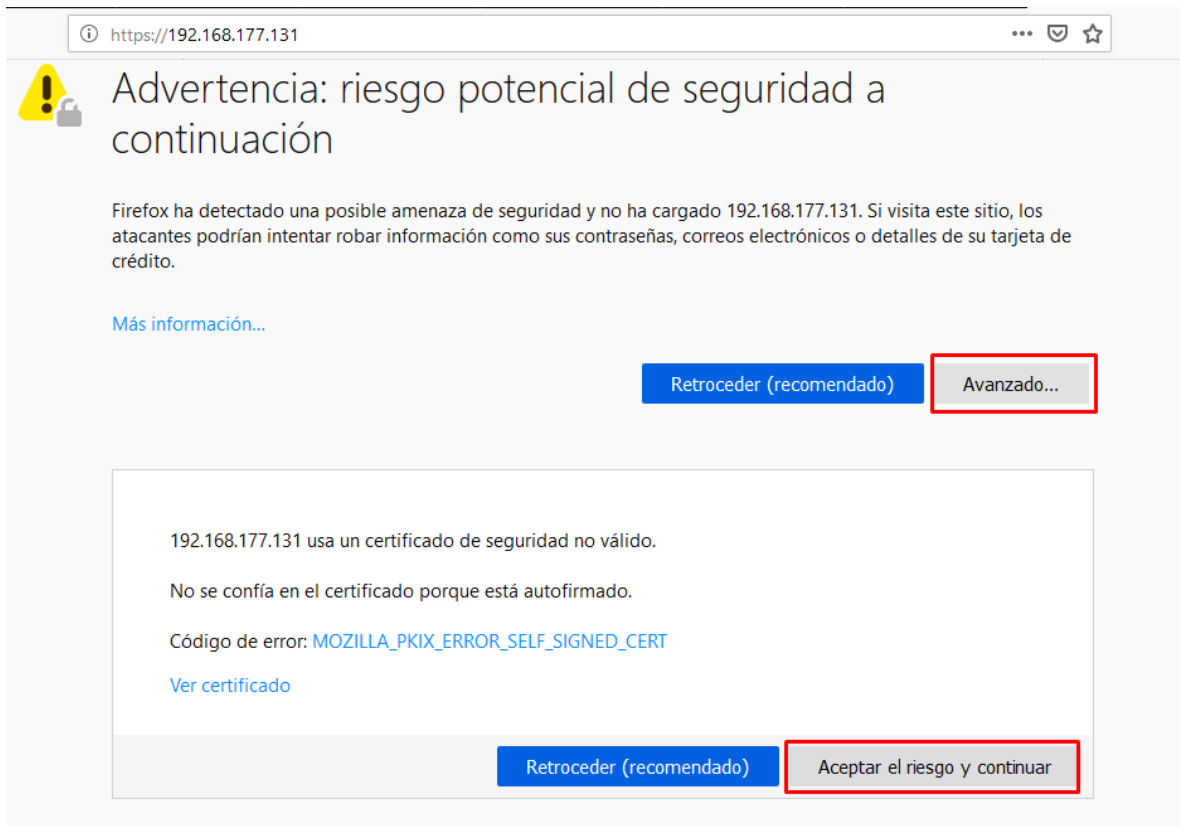 https://192.168.177.131
Advertencia: riesgo potencial de seguridad a
continuación
Firefox ha detectado una posible amenaza de seguridad y no ha cargado 192.168.177.131. Si visita este sitio, los
atacantes podrían intentar robar información como sus contraseñas, correos electrónicos o detalles de su tarjeta de
crédito.
Más información...
Retroceder (recomendado) Avanzado...
192.168.177.131 usa un certificado de seguridad no válido.
No se confía en el certificado porque está autofirmado.
Código de error: MOZILLA_PKIX_ERROR_SELF_SIGNED_CERT
Ver certificado
Retroceder (recomendado) Aceptar el riesgo y continuar